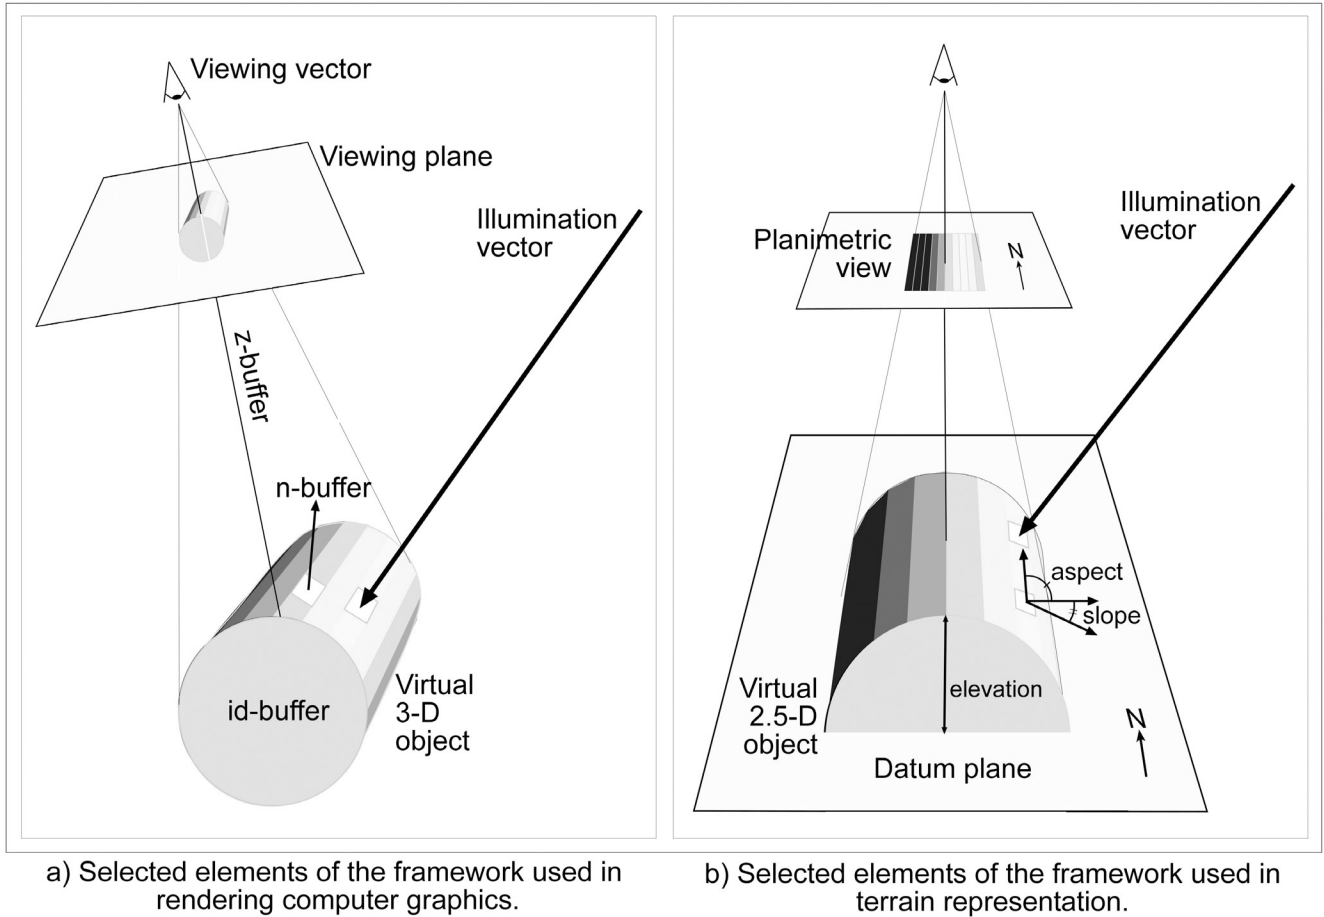 Viewing vector
Viewing plane
Illumination
vector
z-buffer
n-buffer
id-buffer
Virtual
3-D
object
a) Selected elements of the framework used in
rendering computer graphics.
Planimetric
view
N
Illumination
vector
aspect
slope
elevation
Virtual
2.5-D
object
Datum plane
N
b) Selected elements of the framework used in
terrain representation.